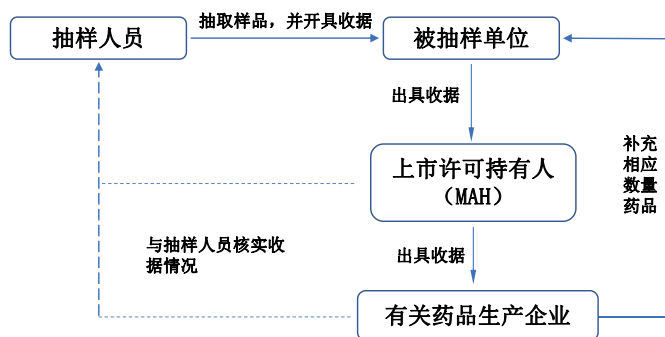 抽样人员
抽取样品，并开具收据
被抽样单位
出具收据
上市许可持有人
（MAH）
补充
相应
数量
药品
与抽样人员核实收
据情况
出具收据
有关药品生产企业